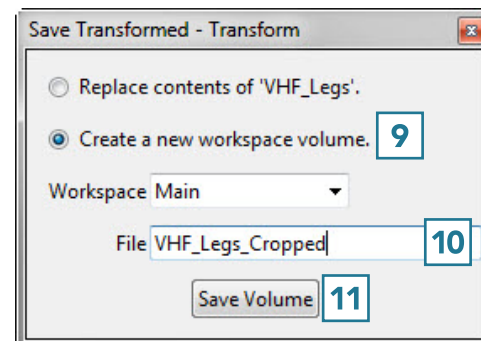 Save Transformed - Transform
Replace contents of 'VHF_Legs'.
Create a new workspace volume. 9
Workspace Main
File VHF_Legs_Cropped 10
Save Volume 11